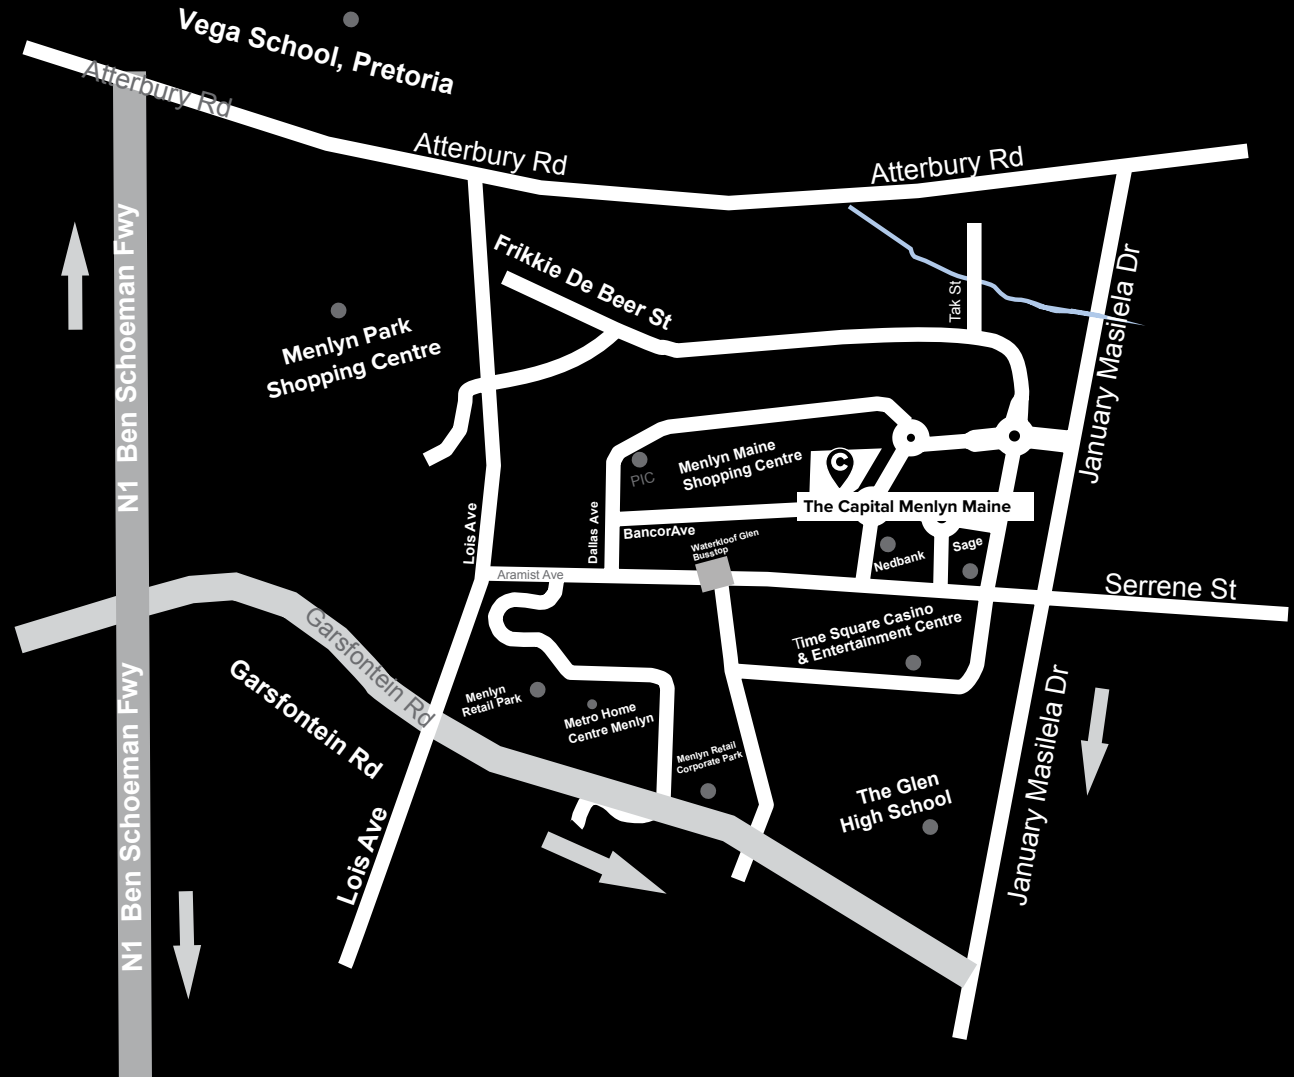 Vega School, Pretoria
Atterbury Rd
Atterbury Rd
Atterbury Rd
N1 Ben Schoeman Fwy
Frikkie De Beer St
Tak St
January Masilela Dr
Menlyn Park
Shopping Centre
Menlyn Maine
Shopping Centre
PIC
C
The Capital Menlyn Maine
Lois Ave
Dallas Ave
BancorAve
Waterkloof Glen
Busstop
Nedbank
Sage
Aramist Ave
Serrene St
Garsfontein Rd
Garsfontein Rd
Time Square Casino
& Entertainment Centre
Menlyn
Retail Park
Metro Home
Centre Menlyn
Menlyn Retail
Corporate Park
N1 Ben Schoeman Fwy
Lois Ave
The Glen
High School
January Masilela Dr